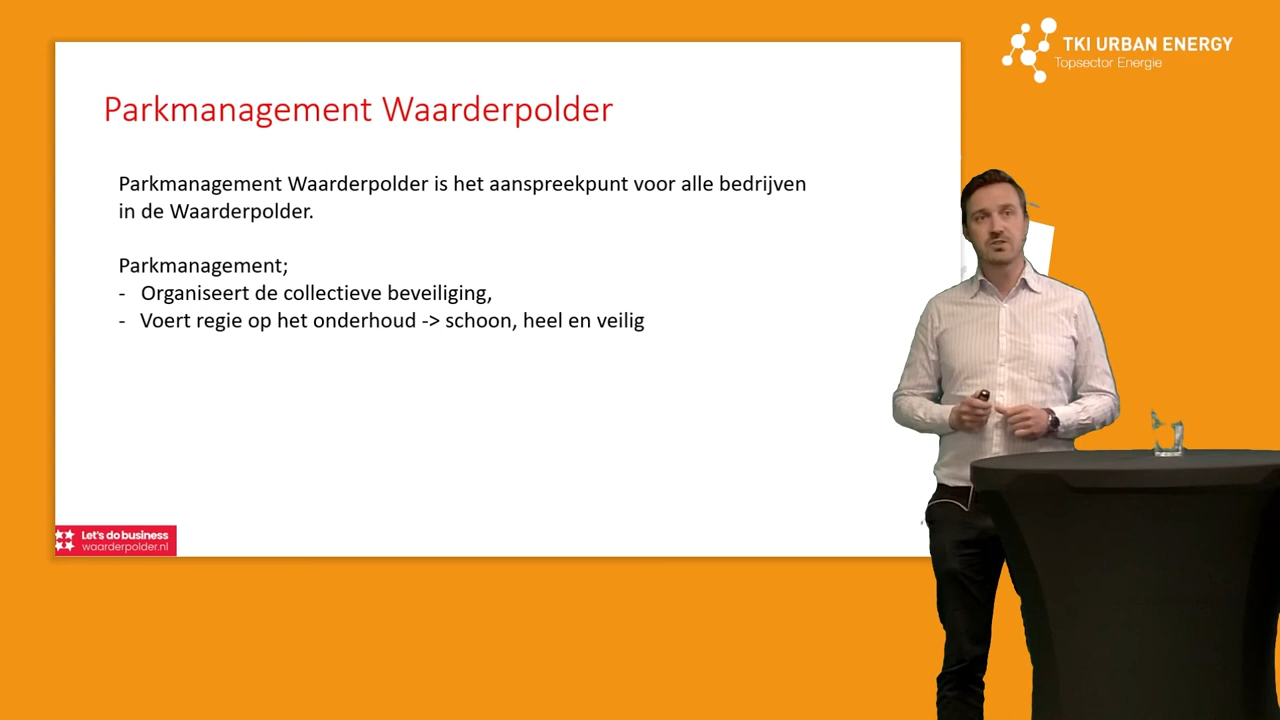 TKI URBAN ENERGY
Topsector Energie
Parkmanagement Waarderpolder
Parkmanagement Waarderpolder is het aanspreekpunt voor alle bedrijven
in de Waarderpolder.
Parkmanagement;
- Organiseert de collectieve beveiliging,
- Voert regie op het onderhoud -> schoon, heel en veilig
Let's do business
waarderpolder.nl